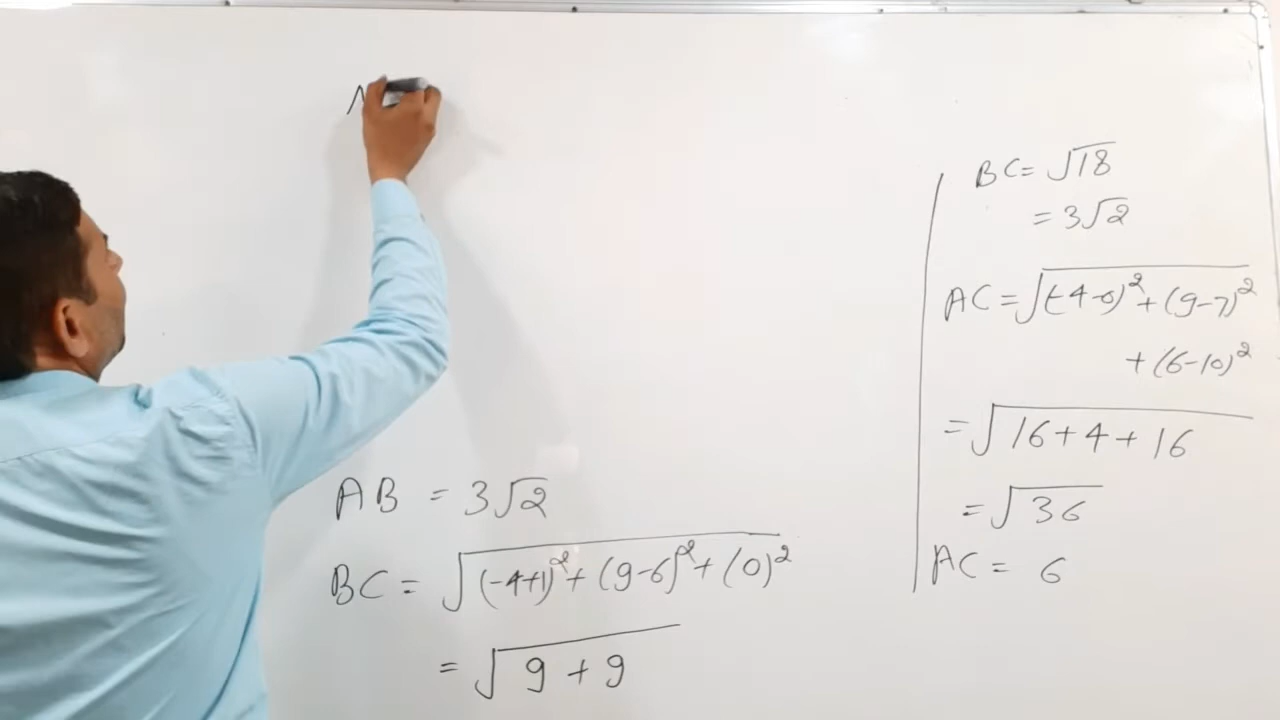 AB = 3√2
BC = √(-4+1)² + (9-6)² + (0)²
= √9 + 9
BC = √18
= 3√2
AC = √(-4-0)² + (9-7)²
+ (6-10)²
= √16 + 4 + 16
= √36
AC = 6